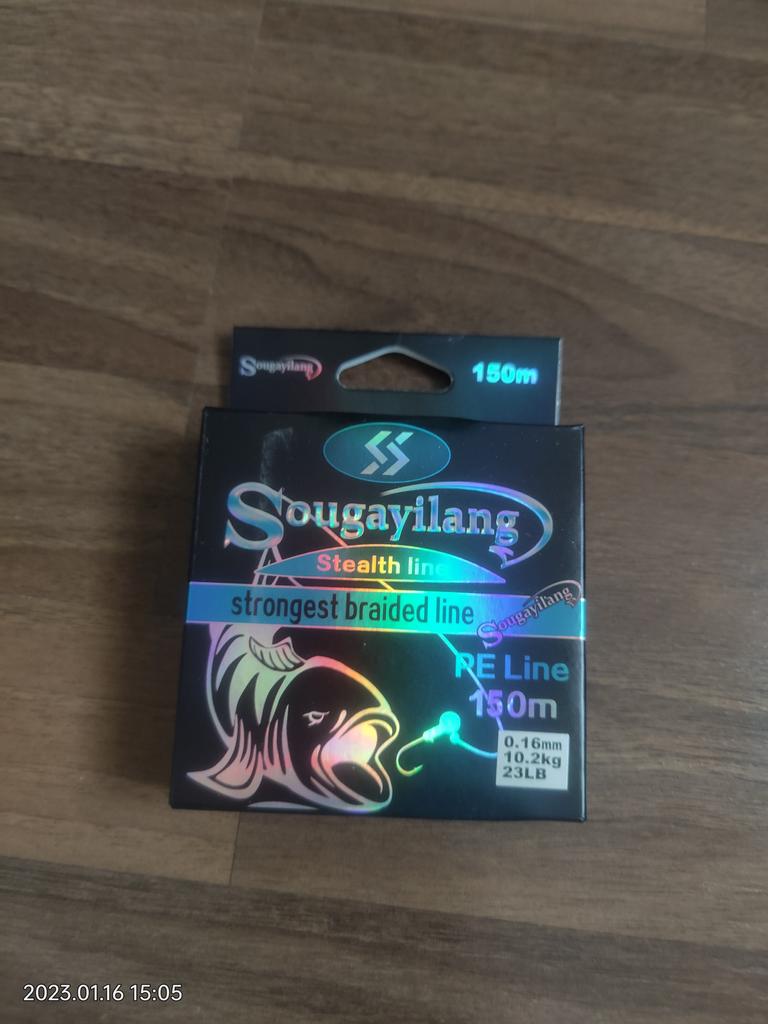 Sougayilang
150m
Sougayilang
Stealth line
strongest braided line
Sougayilang
PE Line
150m
0.16mm
10.2kg
23LB
2023.01.16 15:05